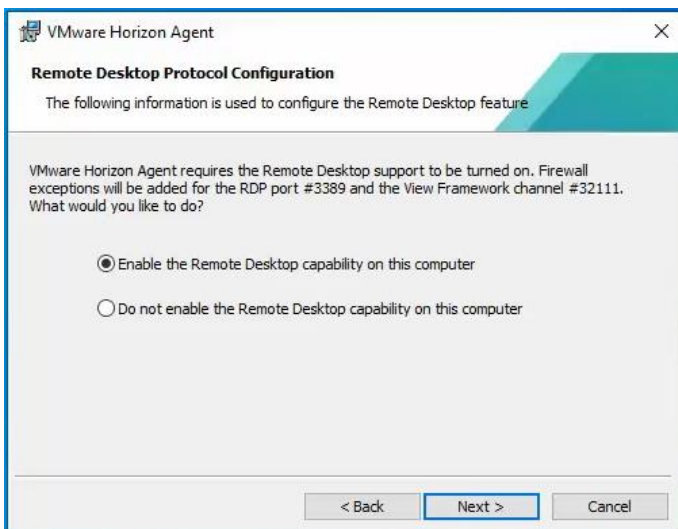 VMware Horizon Agent
Remote Desktop Protocol Configuration
The following information is used to configure the Remote Desktop feature
VMware Horizon Agent requires the Remote Desktop support to be turned on. Firewall
exceptions will be added for the RDP port #3389 and the View Framework channel #32111.
What would you like to do?
Enable the Remote Desktop capability on this computer
Do not enable the Remote Desktop capability on this computer
< Back
Next >
Cancel